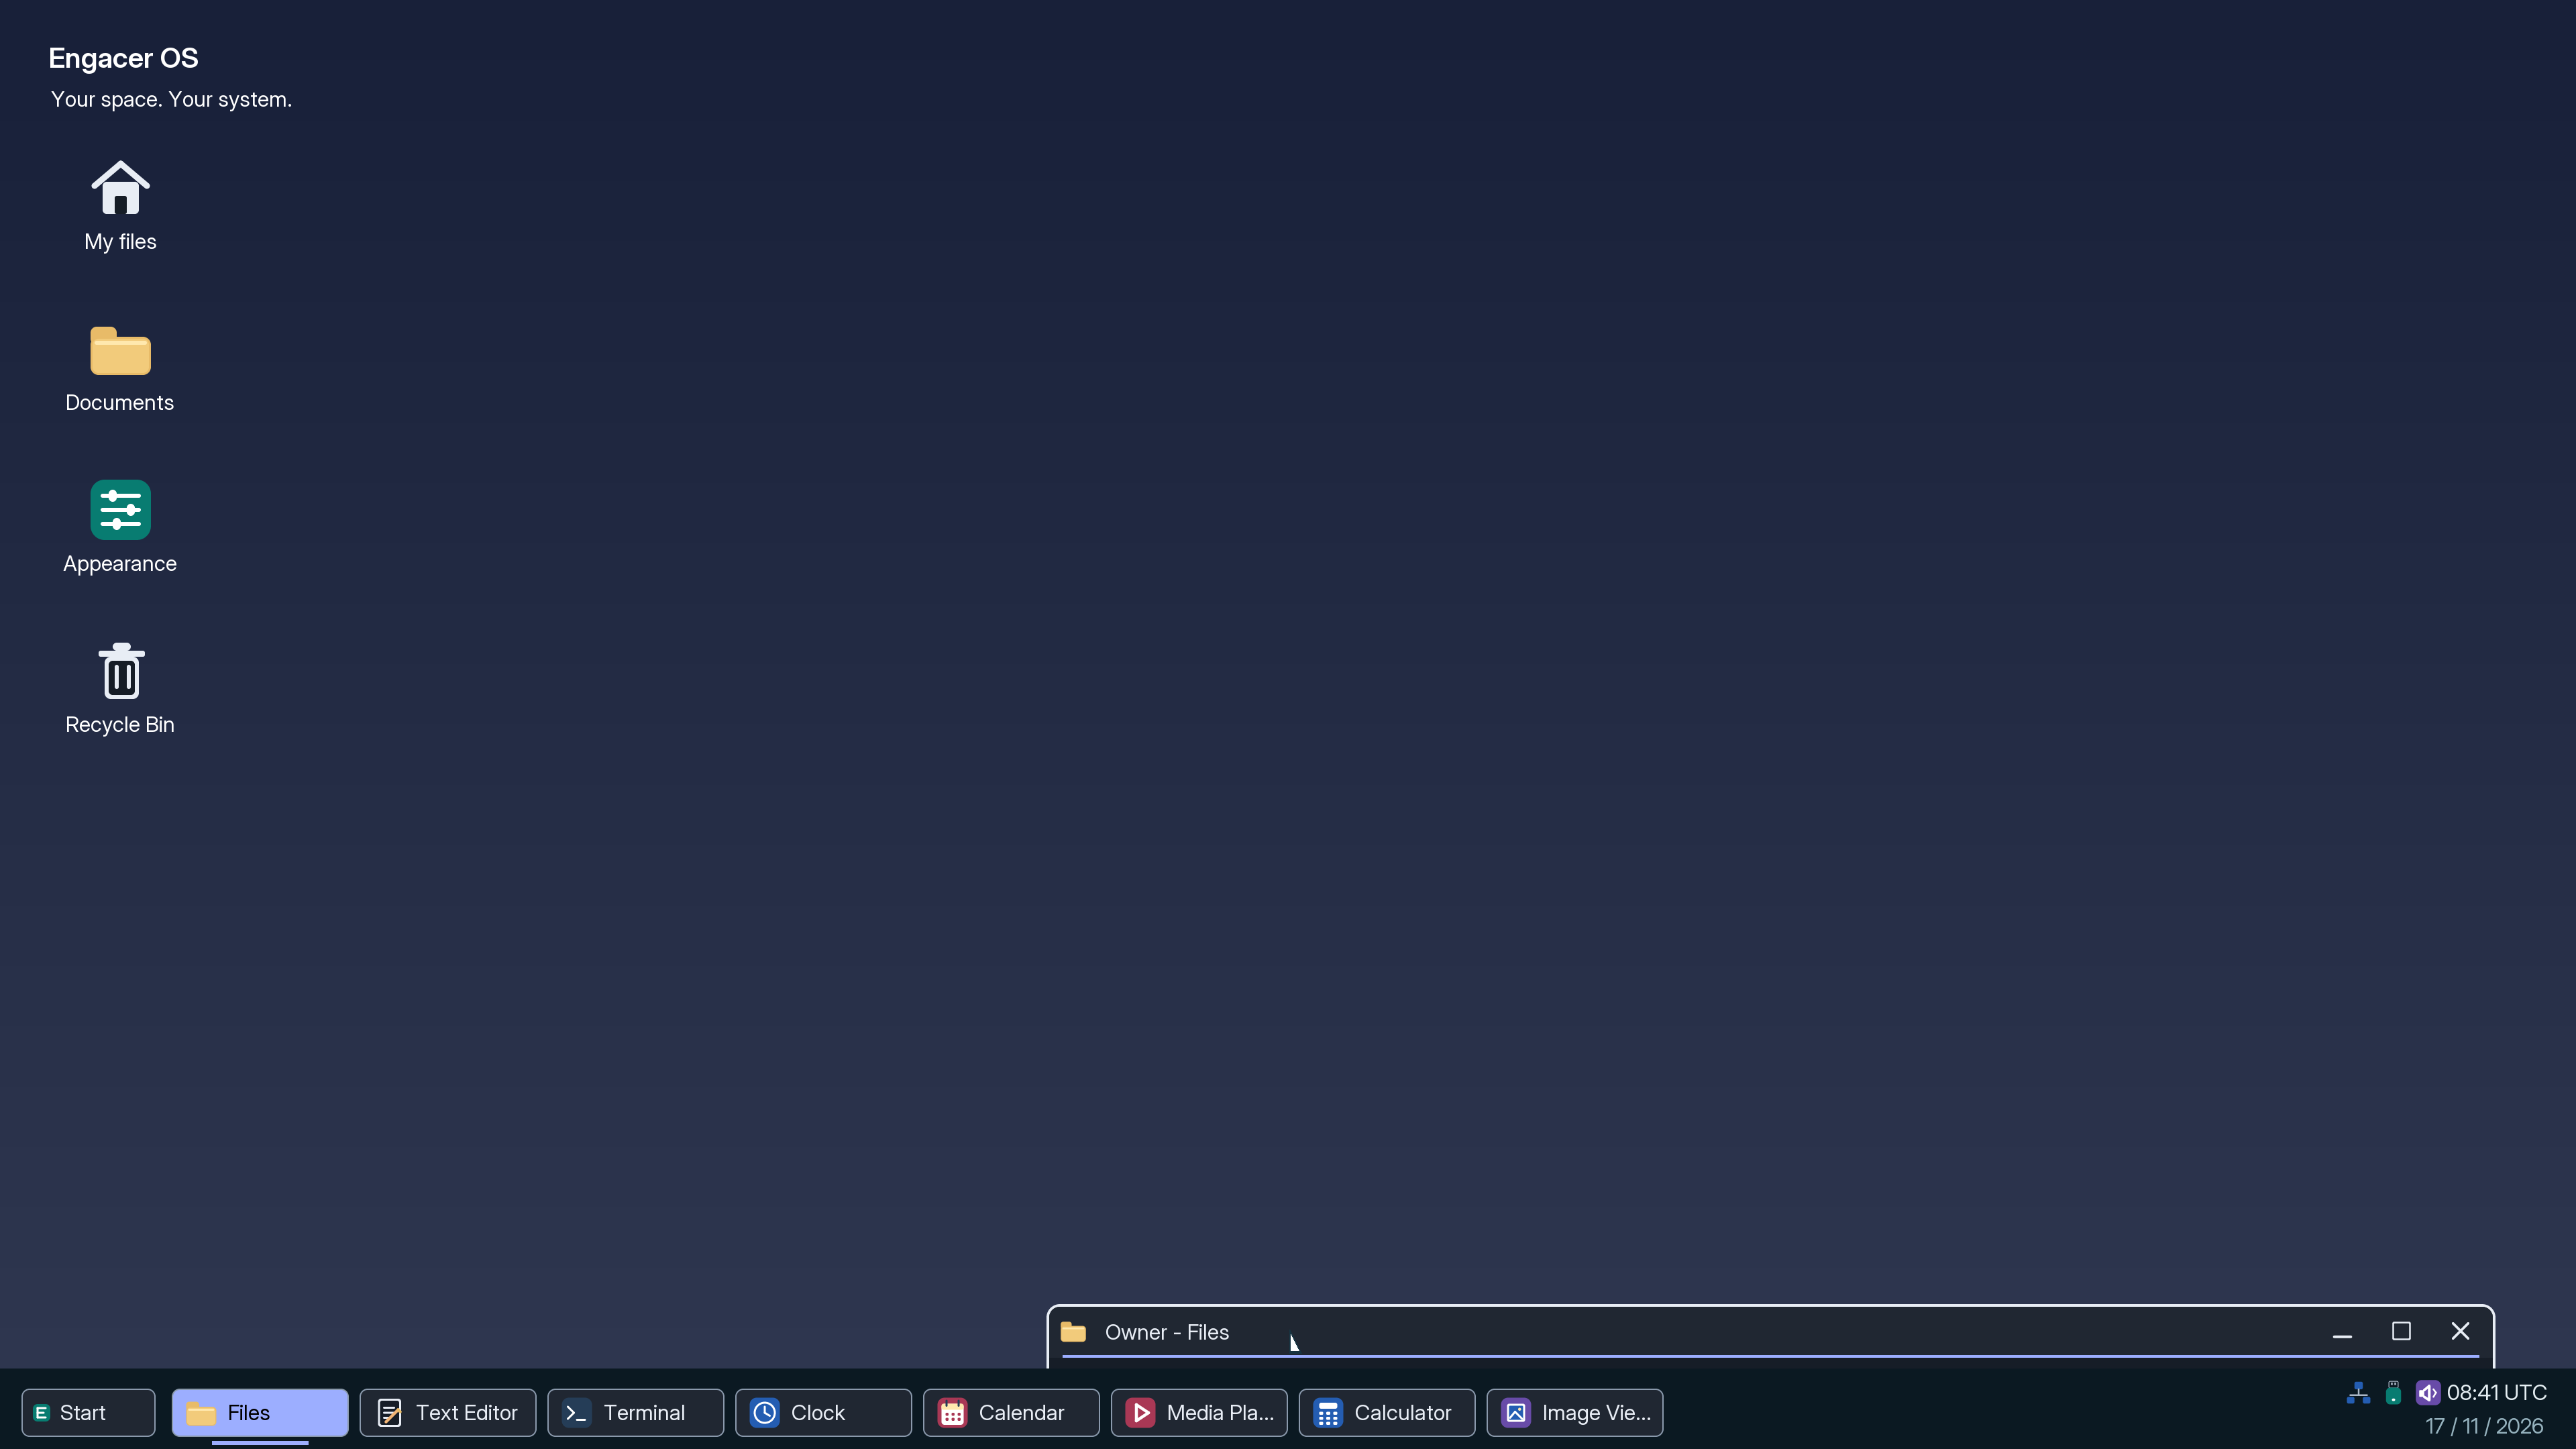 Engacer OS
Your space. Your system.
My files
Documents
Appearance
Recycle Bin
Owner - Files
Start
Files
Text Editor
Terminal
Clock
Calendar
Media Pla...
Calculator
Image Vie...
08:41 UTC
17 / 11 / 2026